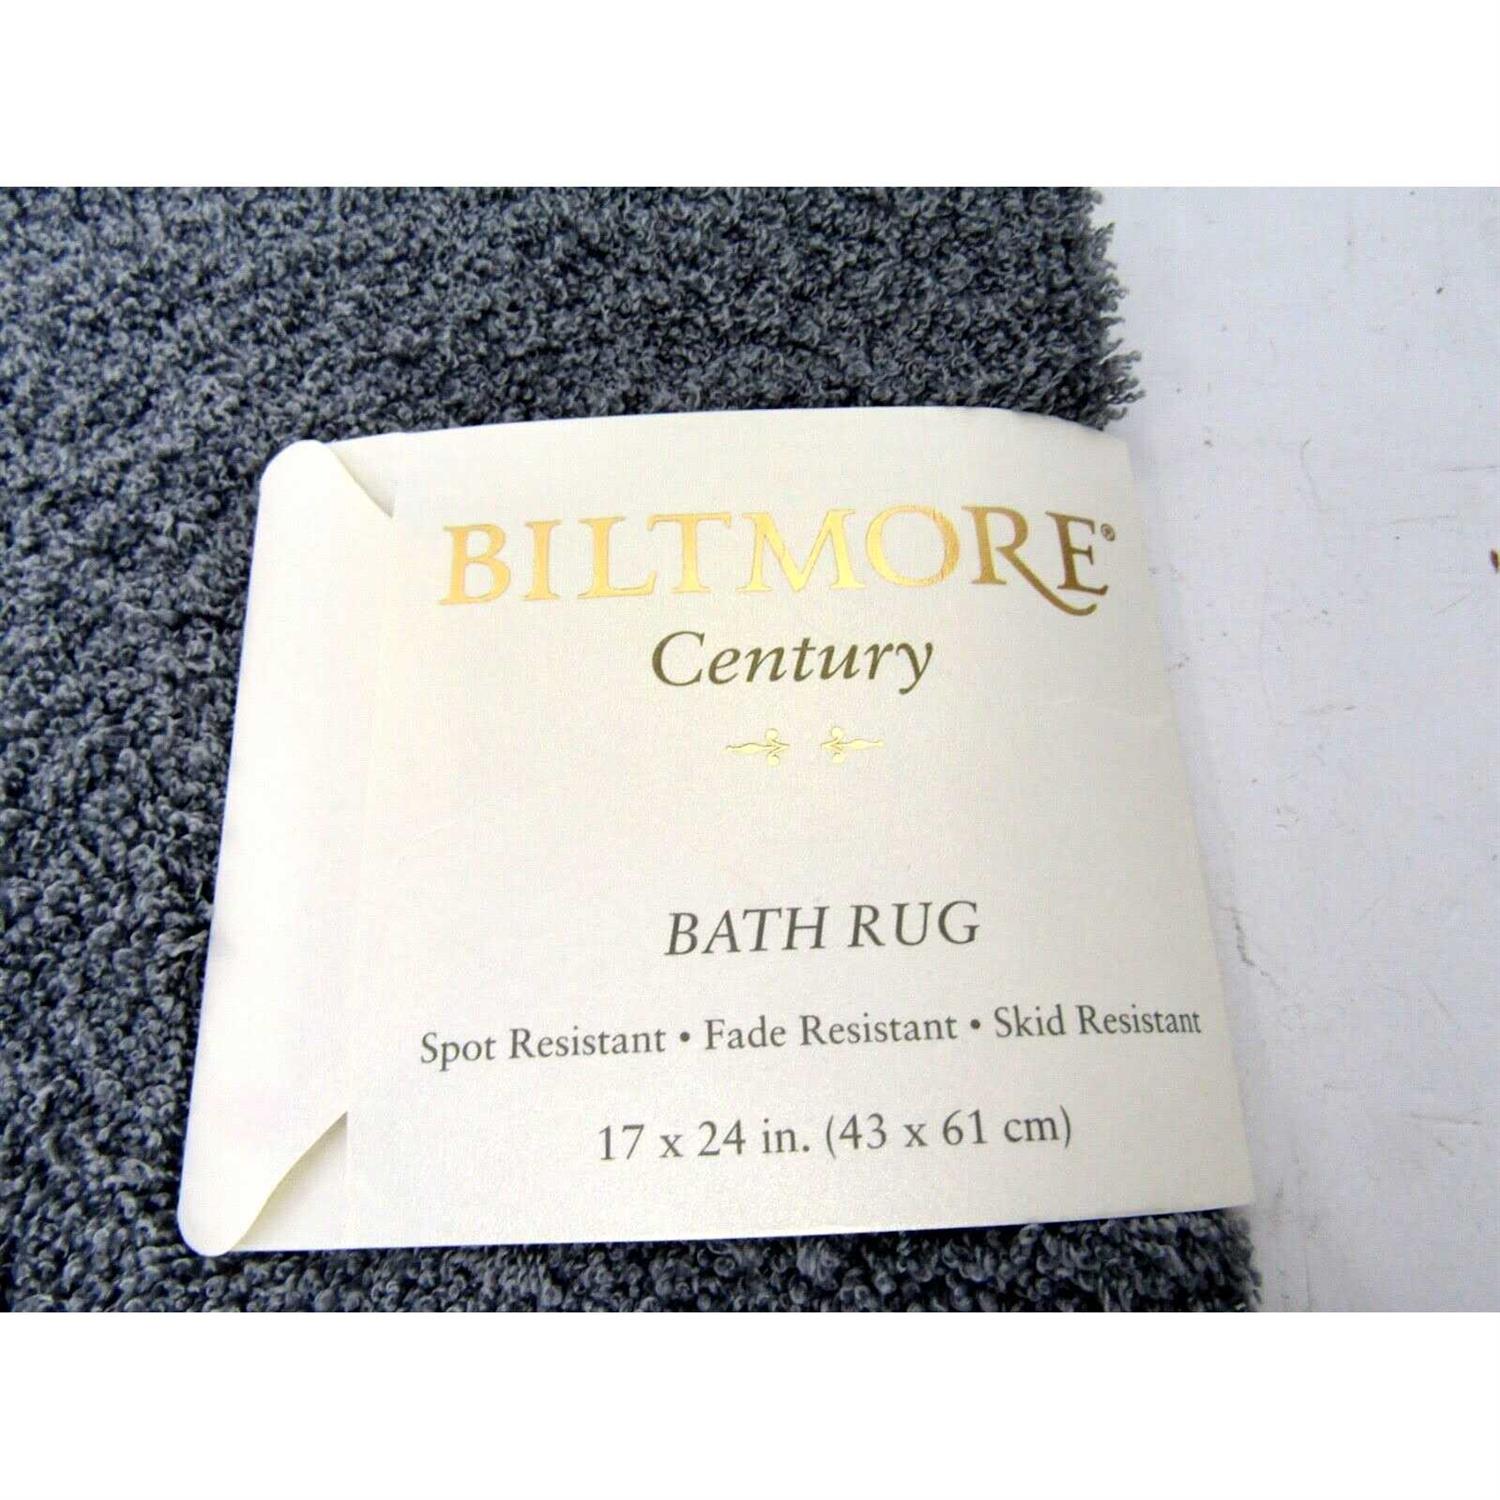 BILTMORE®
Century
BATH RUG
Spot Resistant • Fade Resistant • Skid Resistant
17 x 24 in. (43 x 61 cm)